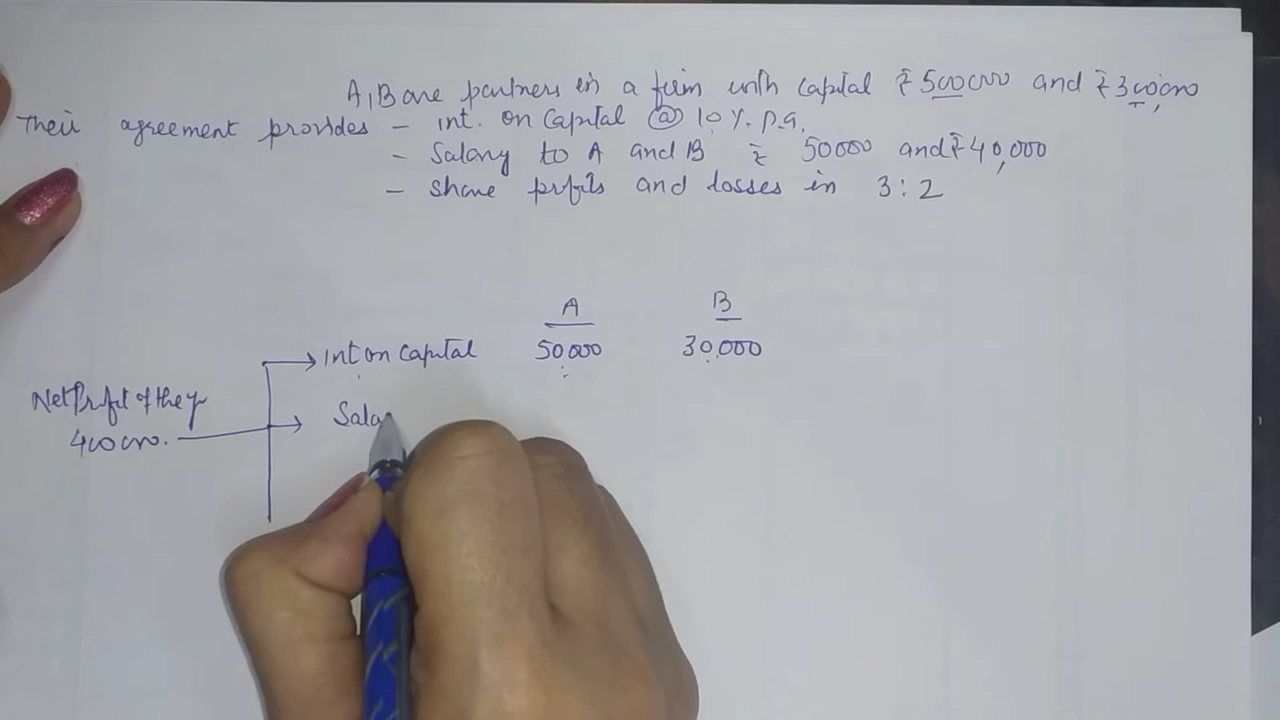 A, B are partners in a firm with capital ₹500000 and ₹300000
Their agreement provides - int. on capital @ 10 %. p.a.
- Salary to A and B ₹ 50000 and ₹40,000
- share profits and losses in 3:2
A B
Int on capital 50000 30,000
Net Profit of the yr
400000.
Sala